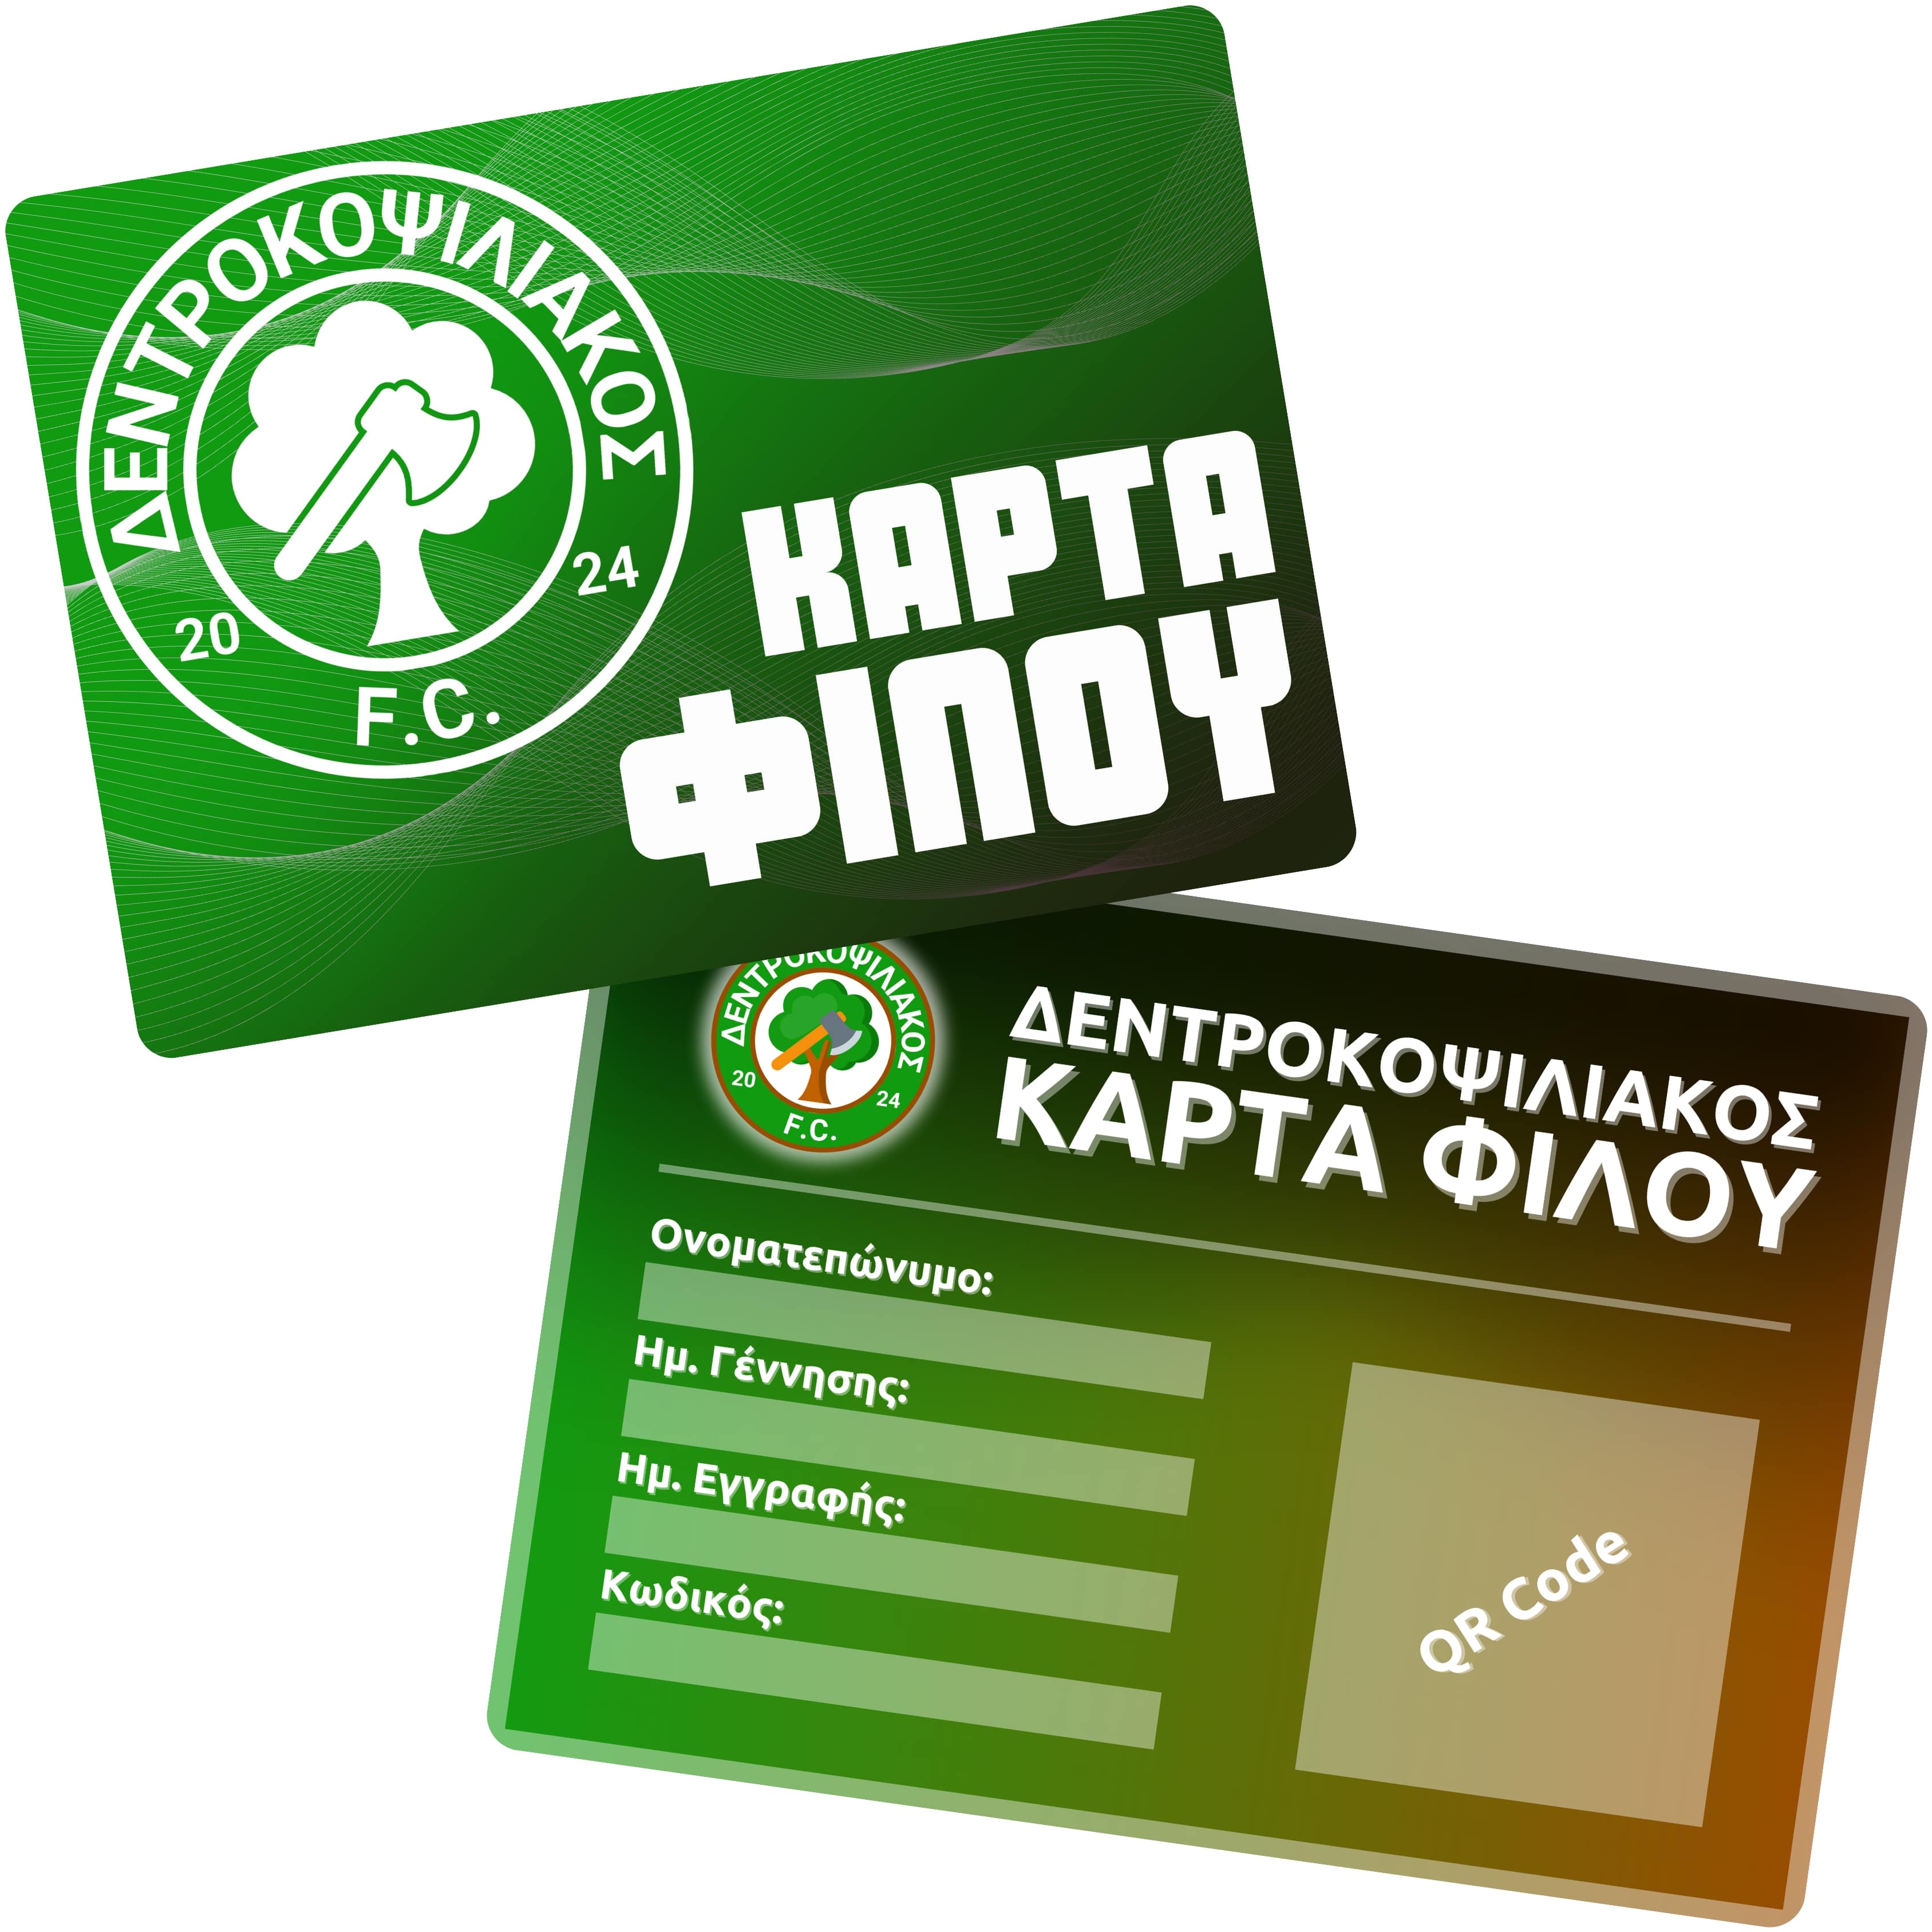 ΔΕΝΤΡΟΚΟΨΙΛΙΑΚΟΣ
20 24
F.C.
ΚΑΡΤΑ
ΦΙΛΟΥ
ΔΕΝΤΡΟΚΟΨΙΛΙΑΚΟΣ
20 24
F.C.
ΔΕΝΤΡΟΚΟΨΙΛΙΑΚΟΣ
ΚΑΡΤΑ ΦΙΛΟΥ
Ονοματεπώνυμο:
Ημ. Γέννησης:
Ημ. Εγγραφής:
Κωδικός:
QR Code